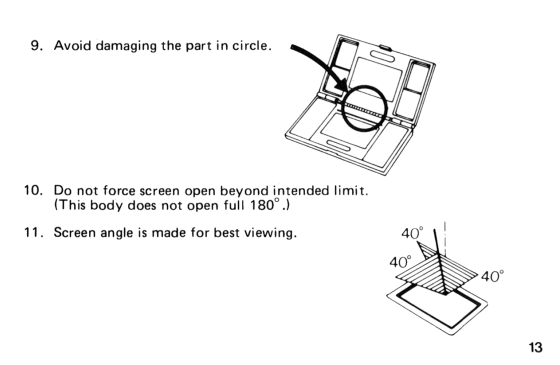 9. Avoid damaging the part in circle.
10. Do not force screen open beyond intended limit.
(This body does not open full 180°.)
11. Screen angle is made for best viewing.
40°
40°
40°
13